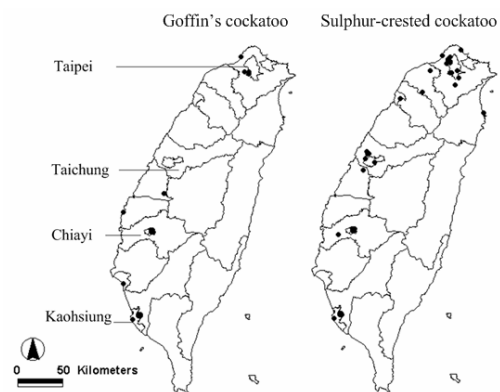 Goffin's cockatoo
Sulphur-crested cockatoo
Taipei
Taichung
Chiayi
Kaohsiung
0 50 Kilometers